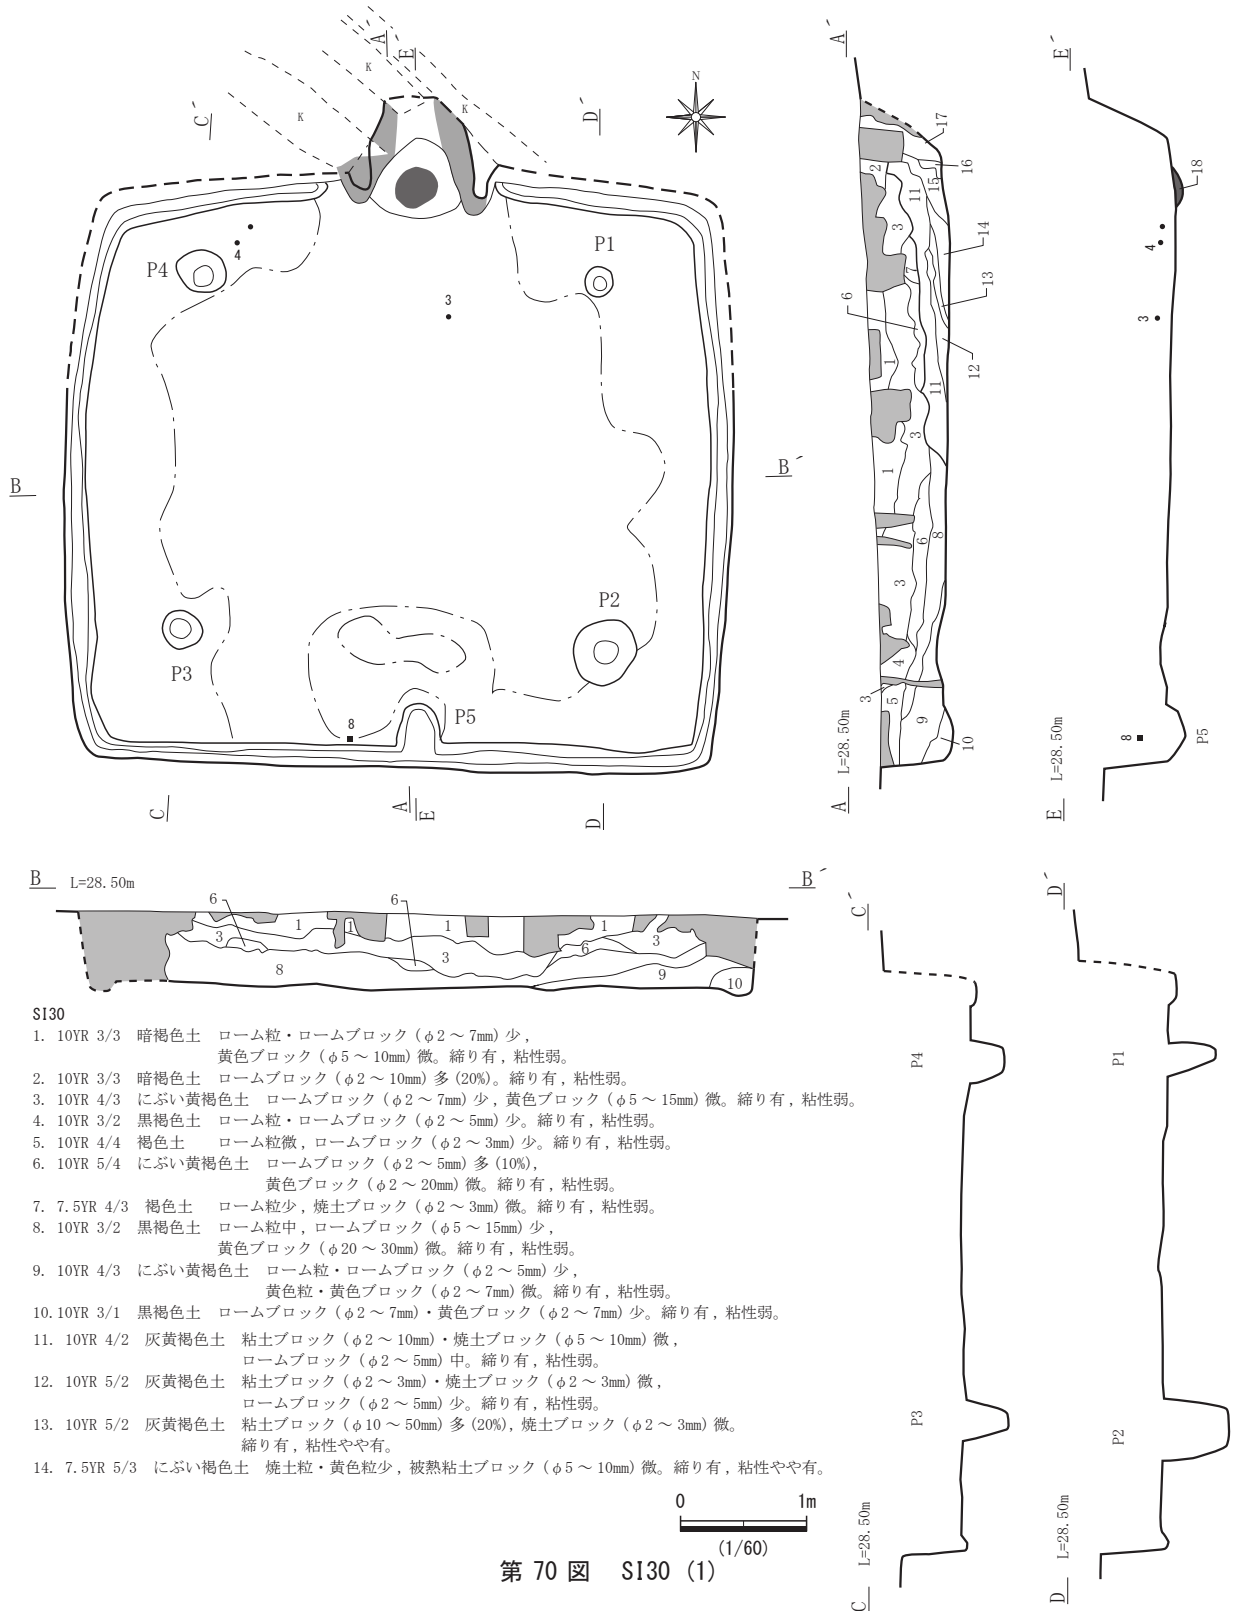 A´
E´
K
K
K
C´
D´
N
P1
P4
4
3
B
B´
P2
P3
P5
8
C
A
E
D
A´
17
16
2
15
11
14
3
7
13
6
12
1
11
3
1
6
8
3
4
3
5
9
10
A
L=28.50m
E´
18
4
3
8
P5
E
L=28.50m
B
L=28.50m
B´
6
6
1
1
1
1
3
3
3
6
8
9
10
C´
P4
P3
C
L=28.50m
D´
P1
P2
D
L=28.50m
SI30
1. 10YR 3/3 暗褐色土 ローム粒・ロームブロック (φ2 ～ 7mm) 少 ,
黄色ブロック (φ5 ～ 10mm) 微。締り有 , 粘性弱。
2. 10YR 3/3 暗褐色土 ロームブロック (φ2 ～ 10mm) 多 (20%)。締り有 , 粘性弱。
3. 10YR 4/3 にぶい黄褐色土 ロームブロック (φ2 ～ 7mm) 少 , 黄色ブロック (φ5 ～ 15mm) 微。締り有 , 粘性弱。
4. 10YR 3/2 黒褐色土 ローム粒・ロームブロック (φ2 ～ 5mm) 少。締り有 , 粘性弱。
5. 10YR 4/4 褐色土 ローム粒微 , ロームブロック (φ2 ～ 3mm) 少。締り有 , 粘性弱。
6. 10YR 5/4 にぶい黄褐色土 ロームブロック (φ2 ～ 5mm) 多 (10%),
黄色ブロック (φ2 ～ 20mm) 微。締り有 , 粘性弱。
7. 7.5YR 4/3 褐色土 ローム粒少 , 焼土ブロック (φ2 ～ 3mm) 微。締り有 , 粘性弱。
8. 10YR 3/2 黒褐色土 ローム粒中 , ロームブロック (φ5 ～ 15mm) 少 ,
黄色ブロック (φ20 ～ 30mm) 微。締り有 , 粘性弱。
9. 10YR 4/3 にぶい黄褐色土 ローム粒・ロームブロック (φ2 ～ 5mm) 少 ,
黄色粒・黄色ブロック (φ2 ～ 7mm) 微。締り有 , 粘性弱。
10. 10YR 3/1 黒褐色土 ロームブロック (φ2 ～ 7mm)・黄色ブロック (φ2 ～ 7mm) 少。締り有 , 粘性弱。
11. 10YR 4/2 灰黄褐色土 粘土ブロック (φ2 ～ 10mm)・焼土ブロック (φ5 ～ 10mm) 微 ,
ロームブロック (φ2 ～ 5mm) 中。締り有 , 粘性弱。
12. 10YR 5/2 灰黄褐色土 粘土ブロック (φ2 ～ 3mm)・焼土ブロック (φ2 ～ 3mm) 微 ,
ロームブロック (φ2 ～ 5mm) 少。締り有 , 粘性弱。
13. 10YR 5/2 灰黄褐色土 粘土ブロック (φ10 ～ 50mm) 多 (20%), 焼土ブロック (φ2 ～ 3mm) 微。
締り有 , 粘性やや有。
14. 7.5YR 5/3 にぶい褐色土 焼土粒・黄色粒少 , 被熱粘土ブロック (φ5 ～ 10mm) 微。締り有 , 粘性やや有。
0 1m
(1/60)
第 70 図 SI30 (1)